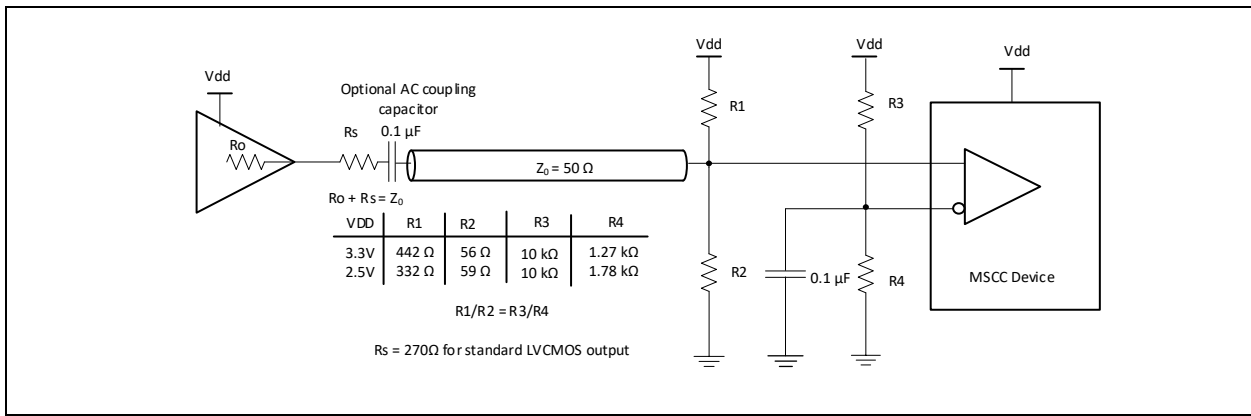 Vdd
Vdd
Vdd
Vdd
Optional AC coupling
capacitor
R1
R3
Ro
Rs
0.1 µF
Z₀ = 50 Ω
Ro + Rs = Z₀
VDD R1 R2 R3 R4
3.3V 442 Ω 56 Ω 10 kΩ 1.27 kΩ
2.5V 332 Ω 59 Ω 10 kΩ 1.78 kΩ
R2
0.1 µF
R4
MSCC Device
R1/R2 = R3/R4
Rs = 270Ω for standard LVCMOS output